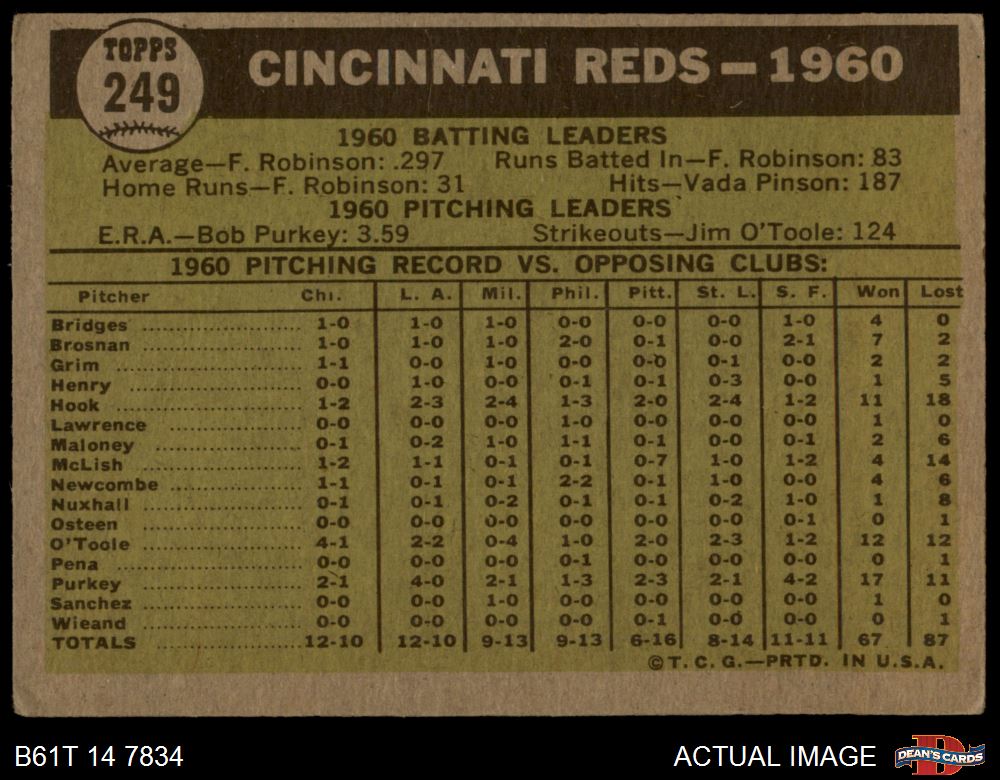 TOPPS
249
CINCINNATI REDS—1960
1960 BATTING LEADERS
Average—F. Robinson: .297 Runs Batted In—F. Robinson: 83
Home Runs—F. Robinson: 31 Hits—Vada Pinson: 187
1960 PITCHING LEADERS
E.R.A.—Bob Purkey: 3.59 Strikeouts—Jim O'Toole: 124
1960 PITCHING RECORD VS. OPPOSING CLUBS:
Pitcher Chi. L. A. Mil. Phil. Pitt. St. L. S. F. Won Lost
Bridges 1-0 1-0 1-0 0-0 0-0 0-0 1-0 4 0
Brosnan 1-0 1-0 1-0 2-0 0-1 0-0 2-1 7 2
Grim 1-1 0-0 1-0 0-0 0-0 0-1 0-0 2 2
Henry 0-0 1-0 0-0 0-1 0-1 0-3 0-0 1 5
Hook 1-2 2-3 2-4 1-3 2-0 2-4 1-2 11 18
Lawrence 0-0 0-0 0-0 1-0 0-0 0-0 0-0 1 0
Maloney 0-1 0-2 1-0 1-1 0-1 0-0 0-1 2 6
McLish 1-2 1-1 0-1 0-1 0-7 1-0 1-2 4 14
Newcombe 1-1 0-1 0-1 2-2 0-1 1-0 0-0 4 6
Nuxhall 0-1 0-1 0-2 0-1 0-1 0-2 1-0 1 8
Osteen 0-0 0-0 0-0 0-0 0-0 0-0 0-1 0 1
O'Toole 4-1 2-2 0-4 1-0 2-0 2-3 1-2 12 12
Pena 0-0 0-0 0-0 0-1 0-0 0-0 0-0 0 1
Purkey 2-1 4-0 2-1 1-3 2-3 2-1 4-2 17 11
Sanchez 0-0 0-0 1-0 0-0 0-0 0-0 0-0 1 0
Wieand 0-0 0-0 0-0 0-0 0-1 0-0 0-0 0 1
TOTALS 12-10 12-10 9-13 9-13 6-16 8-14 11-11 67 87
©T. C. G.—PRTD. IN U.S.A.
B61T 14 7834 ACTUAL IMAGE
DEAN'S CARDS